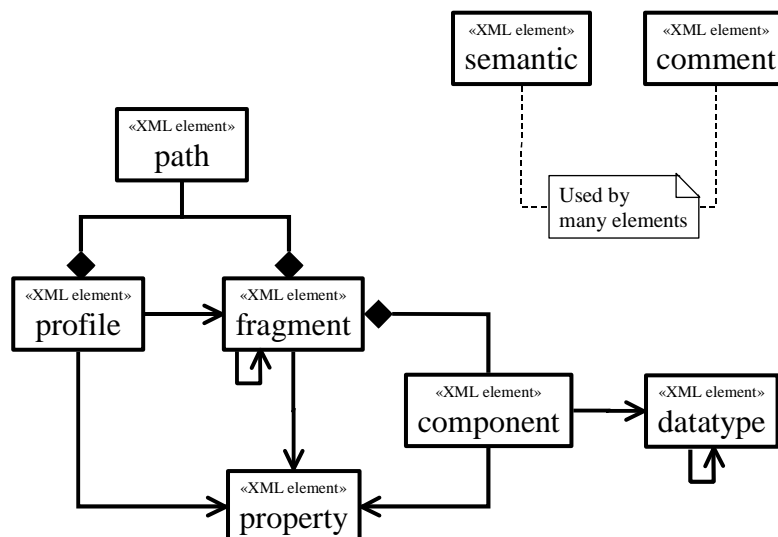 «XML element»
semantic
«XML element»
comment
«XML element»
path
Used by
many elements
«XML element»
profile
«XML element»
fragment
«XML element»
component
«XML element»
datatype
«XML element»
property